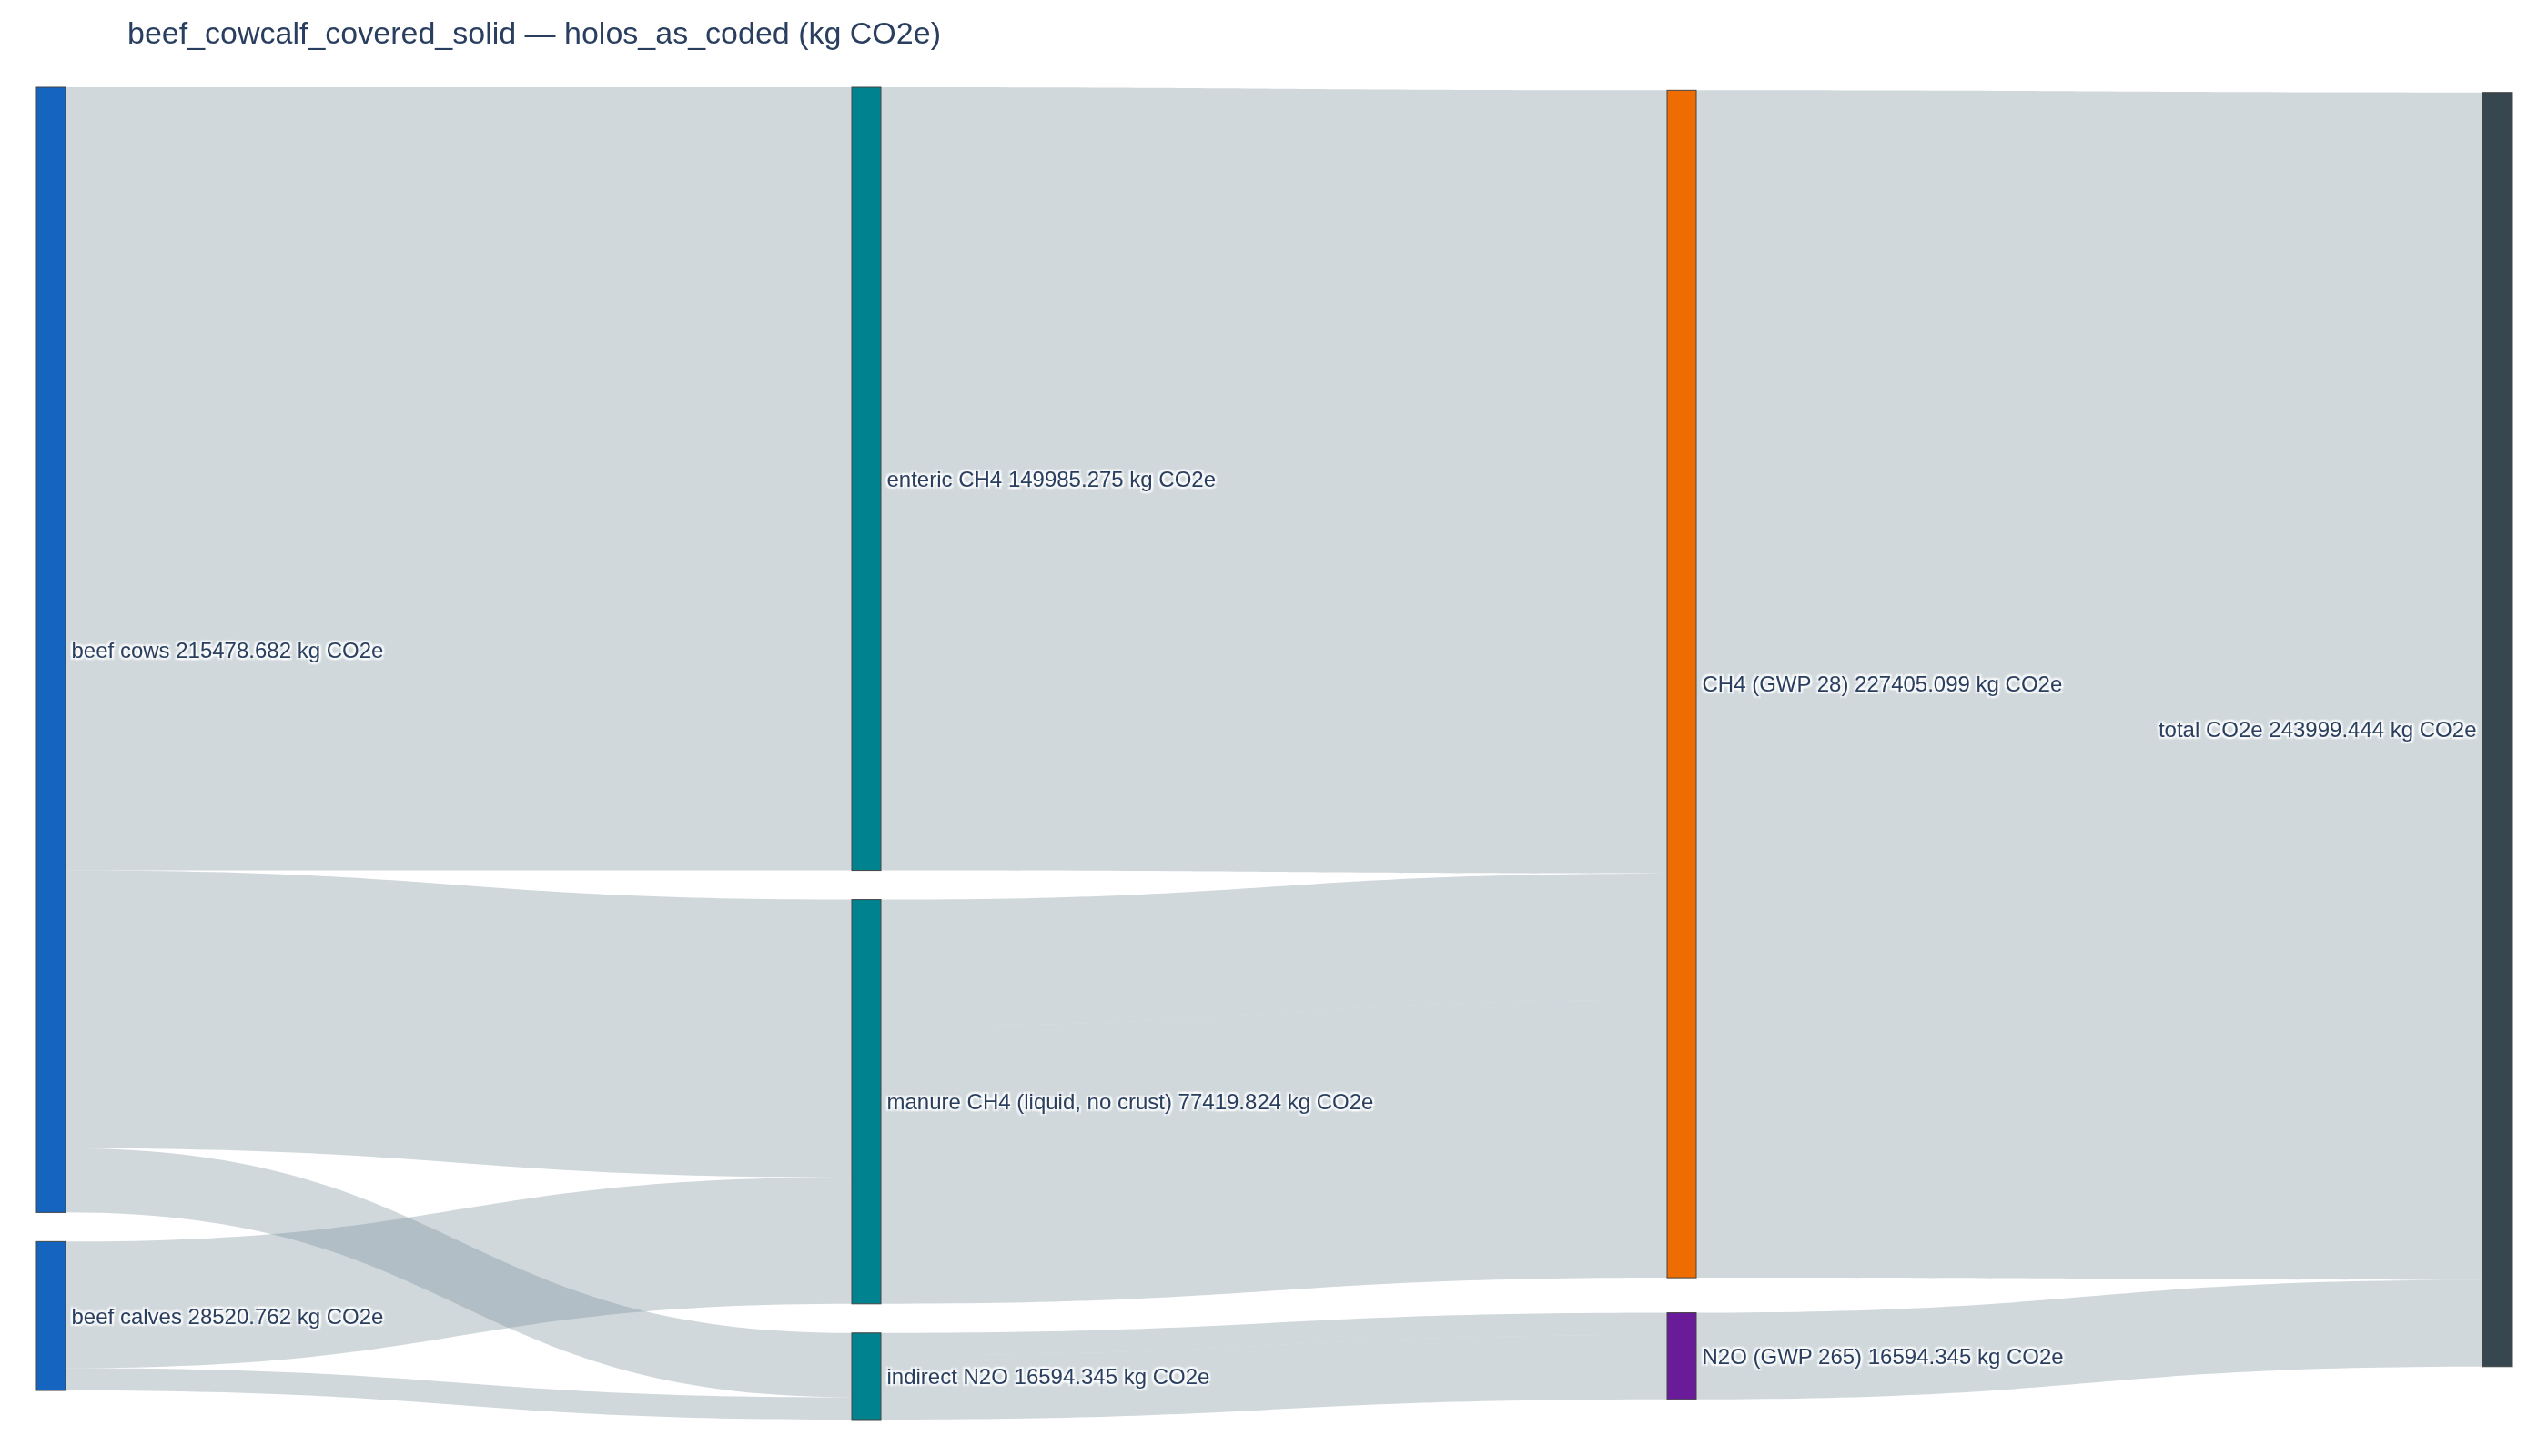 beef_cowcalf_covered_solid — holos_as_coded (kg CO2e)
enteric CH4 149985.275 kg CO2e
beef cows 215478.682 kg CO2e
CH4 (GWP 28) 227405.099 kg CO2e
total CO2e 243999.444 kg CO2e
manure CH4 (liquid, no crust) 77419.824 kg CO2e
beef calves 28520.762 kg CO2e
N2O (GWP 265) 16594.345 kg CO2e
indirect N2O 16594.345 kg CO2e